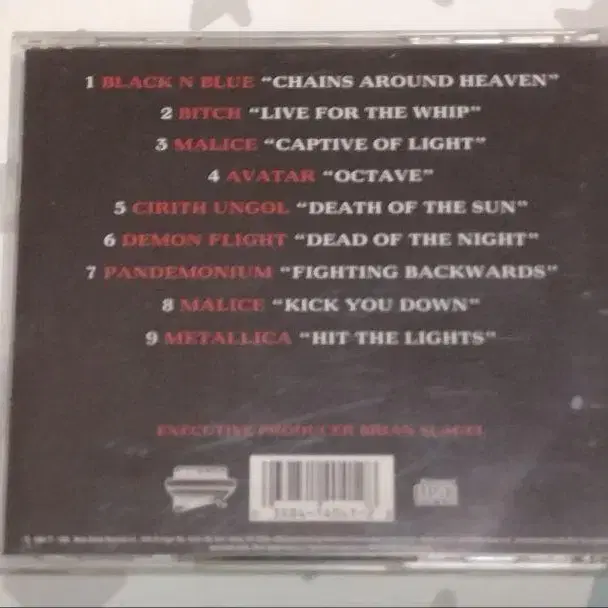 1 BLACK N BLUE "CHAINS AROUND HEAVEN"
2 BITCH "LIVE FOR THE WHIP"
3 MALICE "CAPTIVE OF LIGHT"
4 AVATAR "OCTAVE"
5 CIRITH UNGOL "DEATH OF THE SUN"
6 DEMON FLIGHT "DEAD OF THE NIGHT"
7 PANDEMONIUM "FIGHTING BACKWARDS"
8 MALICE "KICK YOU DOWN"
9 METALLICA "HIT THE LIGHTS"
EXECUTIVE PRODUCER BRIAN SLAGEL